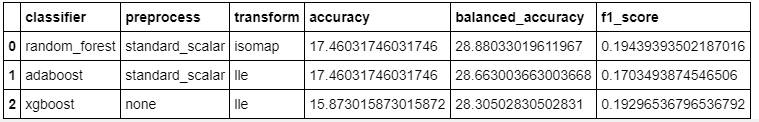 classifier preprocess transform accuracy balanced_accuracy f1_score
0 random_forest standard_scalar isomap 17.46031746031746 28.88033019611967 0.19439393502187016
1 adaboost standard_scalar lle 17.46031746031746 28.663003663003668 0.1703493874546506
2 xgboost none lle 15.873015873015872 28.30502830502831 0.19296536796536792